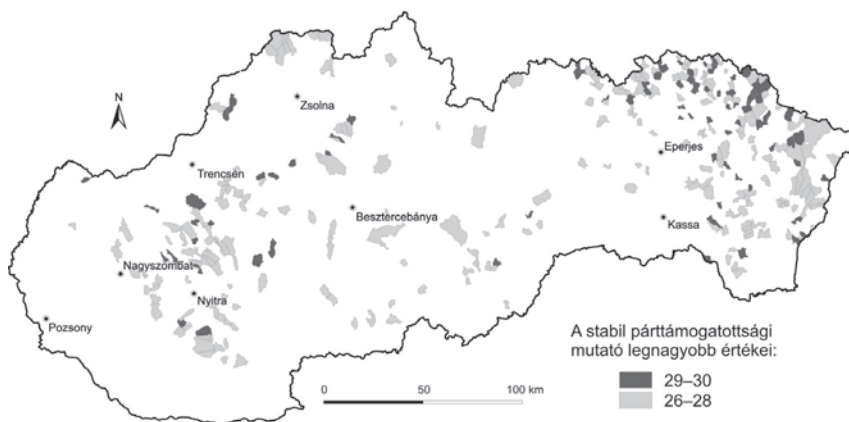 N
Zsolna
Eperjes
Trencsén
Besztercebánya
Kassa
Nagyszombat
Nyitra
Pozsony
A stabil párttámogatottsági
mutató legnagyobb értékei:
29–30
26–28
0 50 100 km